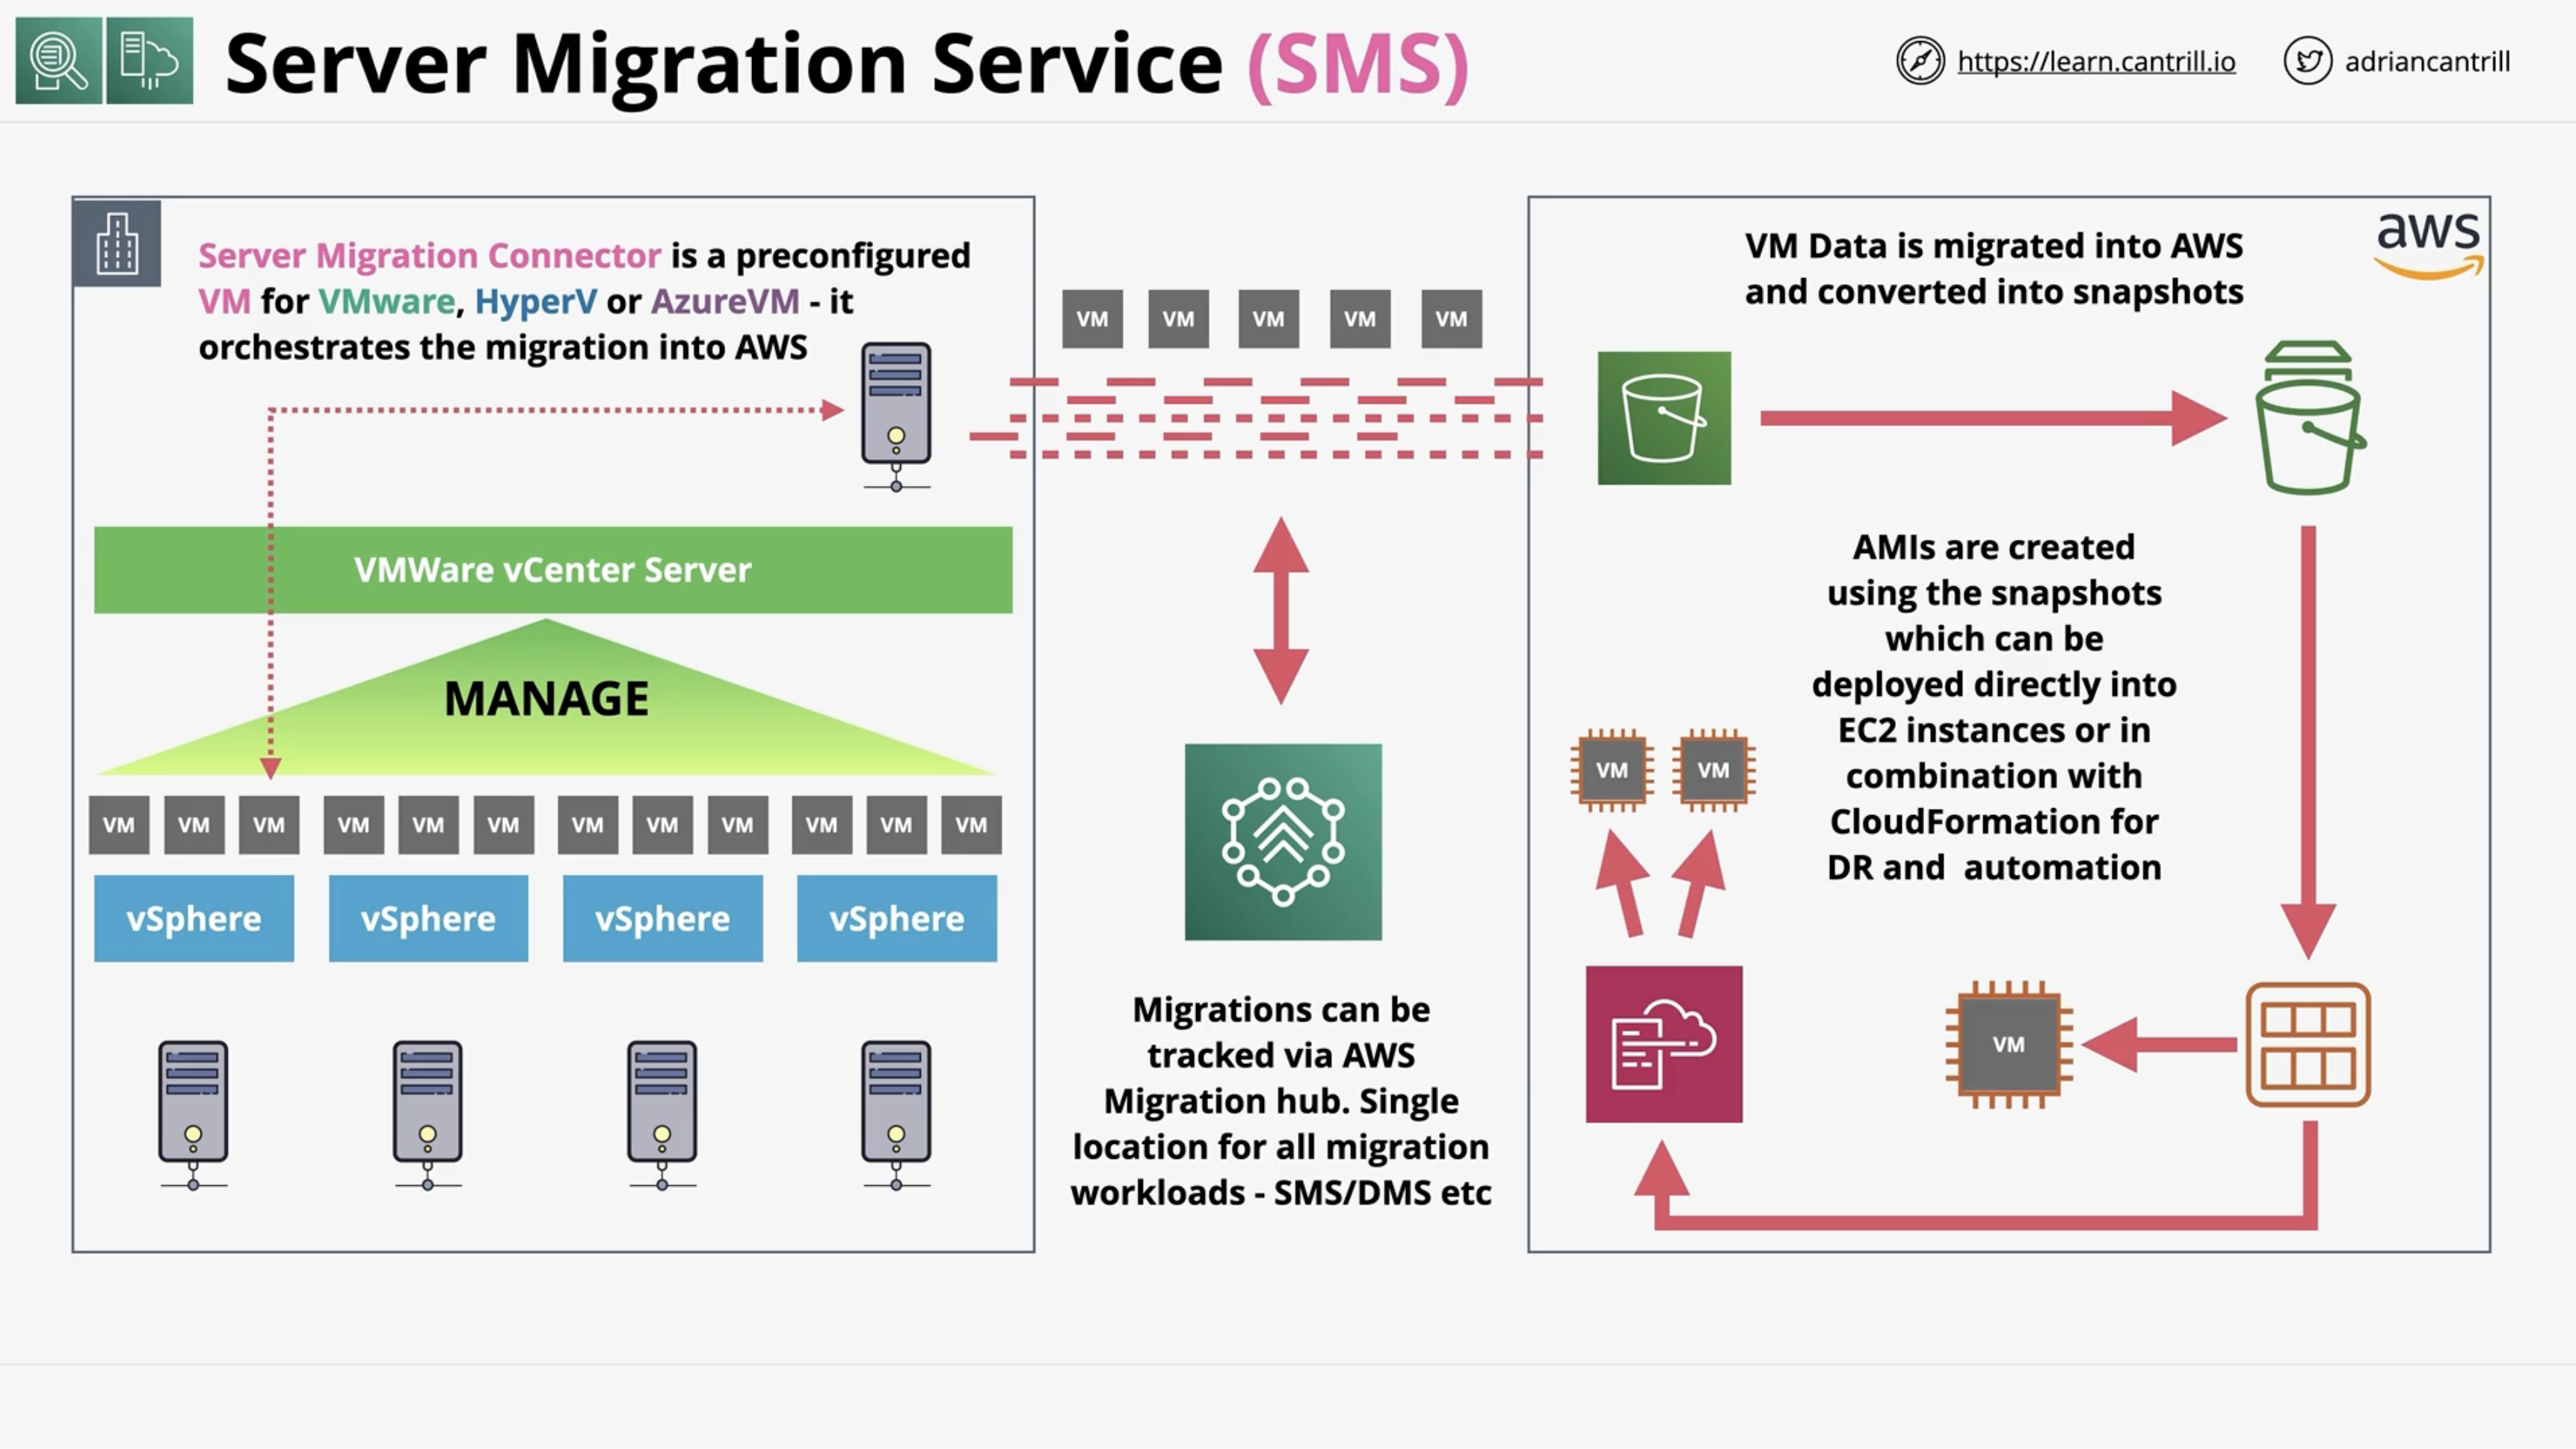 Server Migration Service (SMS)
https://learn.cantrill.io
adriancantrill
Server Migration Connector is a preconfigured
VM for VMware, HyperV or AzureVM - it
orchestrates the migration into AWS
VMWare vCenter Server
MANAGE
VM VM VM VM VM VM VM VM VM VM VM VM
vSphere vSphere vSphere vSphere
VM VM VM VM VM
Migrations can be
tracked via AWS
Migration hub. Single
location for all migration
workloads - SMS/DMS etc
VM Data is migrated into AWS
and converted into snapshots
aws
AMIs are created
using the snapshots
which can be
deployed directly into
EC2 instances or in
combination with
CloudFormation for
DR and  automation
VM VM
VM